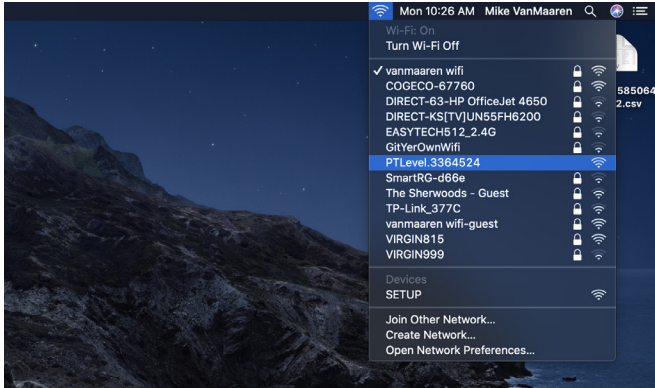 Mon 10:26 AM Mike VanMaaren
Wi-Fi: On
Turn Wi-Fi Off
✓ vanmaaren wifi
COGECO-67760
DIRECT-63-HP OfficeJet 4650
DIRECT-KS[TV]UN55FH6200
EASYTECH512_2.4G
GitYerOwnWifi
PTLevel.3364524
SmartRG-d66e
The Sherwoods - Guest
TP-Link_377C
vanmaaren wifi-guest
VIRGIN815
VIRGIN999
Devices
SETUP
Join Other Network...
Create Network...
Open Network Preferences...
585064
2.csv